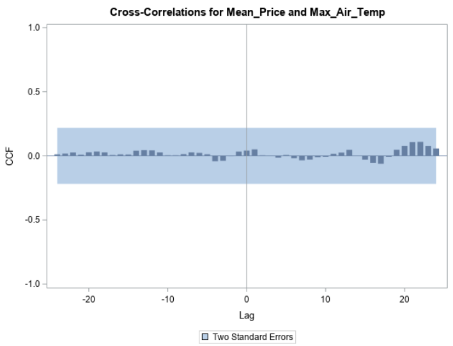 Cross-Correlations for Mean_Price and Max_Air_Temp
1.0
0.5
0.0
-0.5
-1.0
CCF
-20 -10 0 10 20
Lag
Two Standard Errors